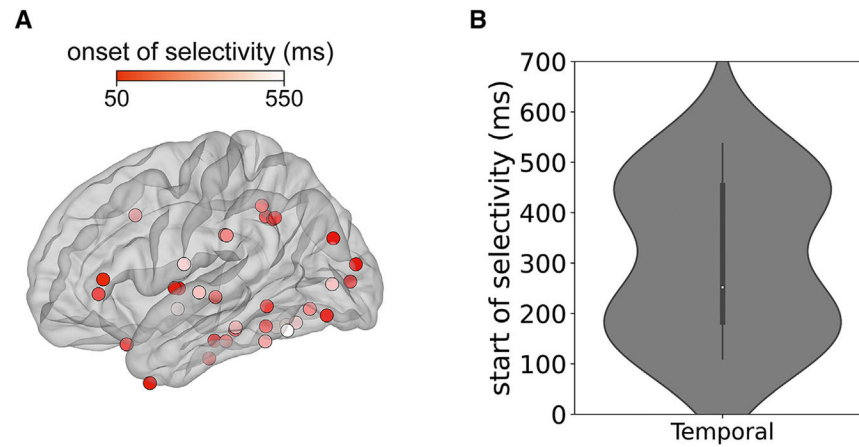 A
onset of selectivity (ms)
50 550
B
start of selectivity (ms)
700
600
500
400
300
200
100
0
Temporal